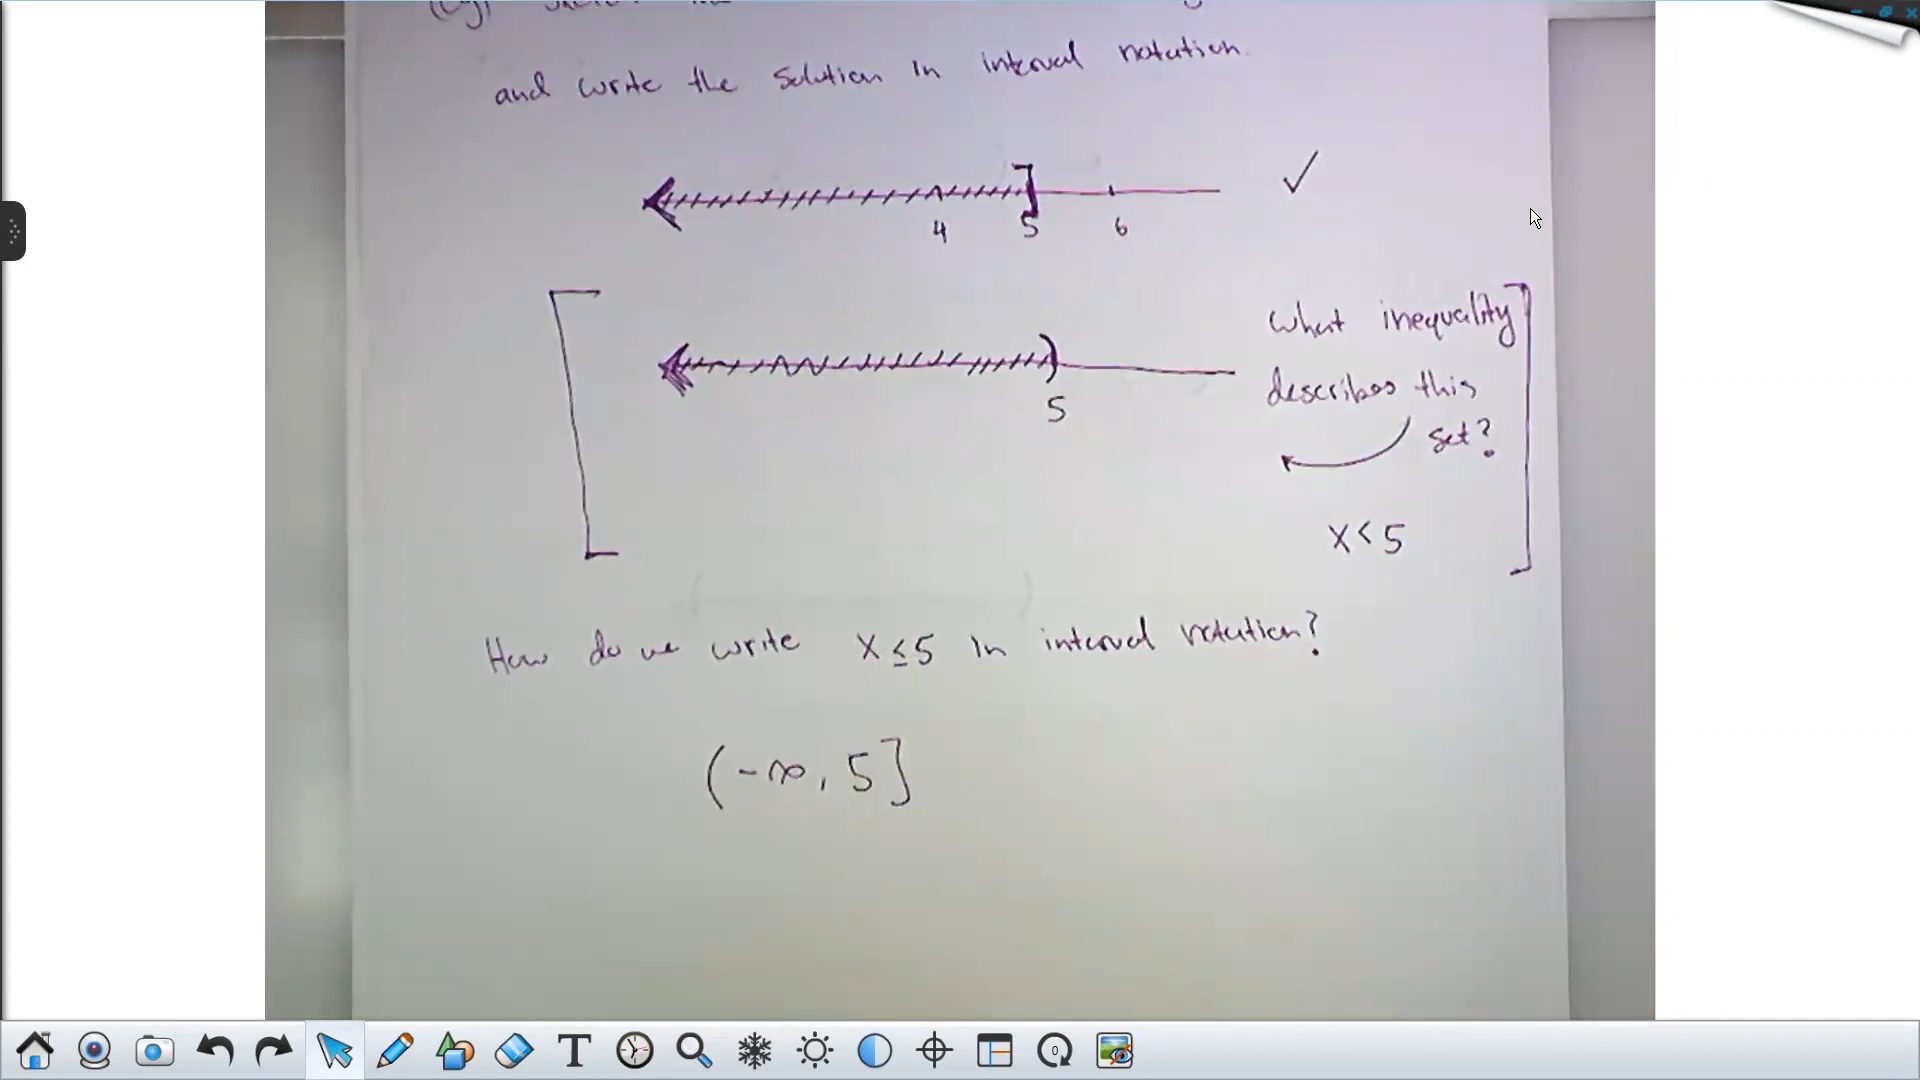 and write the solution in interval notation.
4 5 6
What inequality
describes this
set?
5
x < 5
How do we write x ≤ 5 in interval notation?
(-∞, 5]
T
0